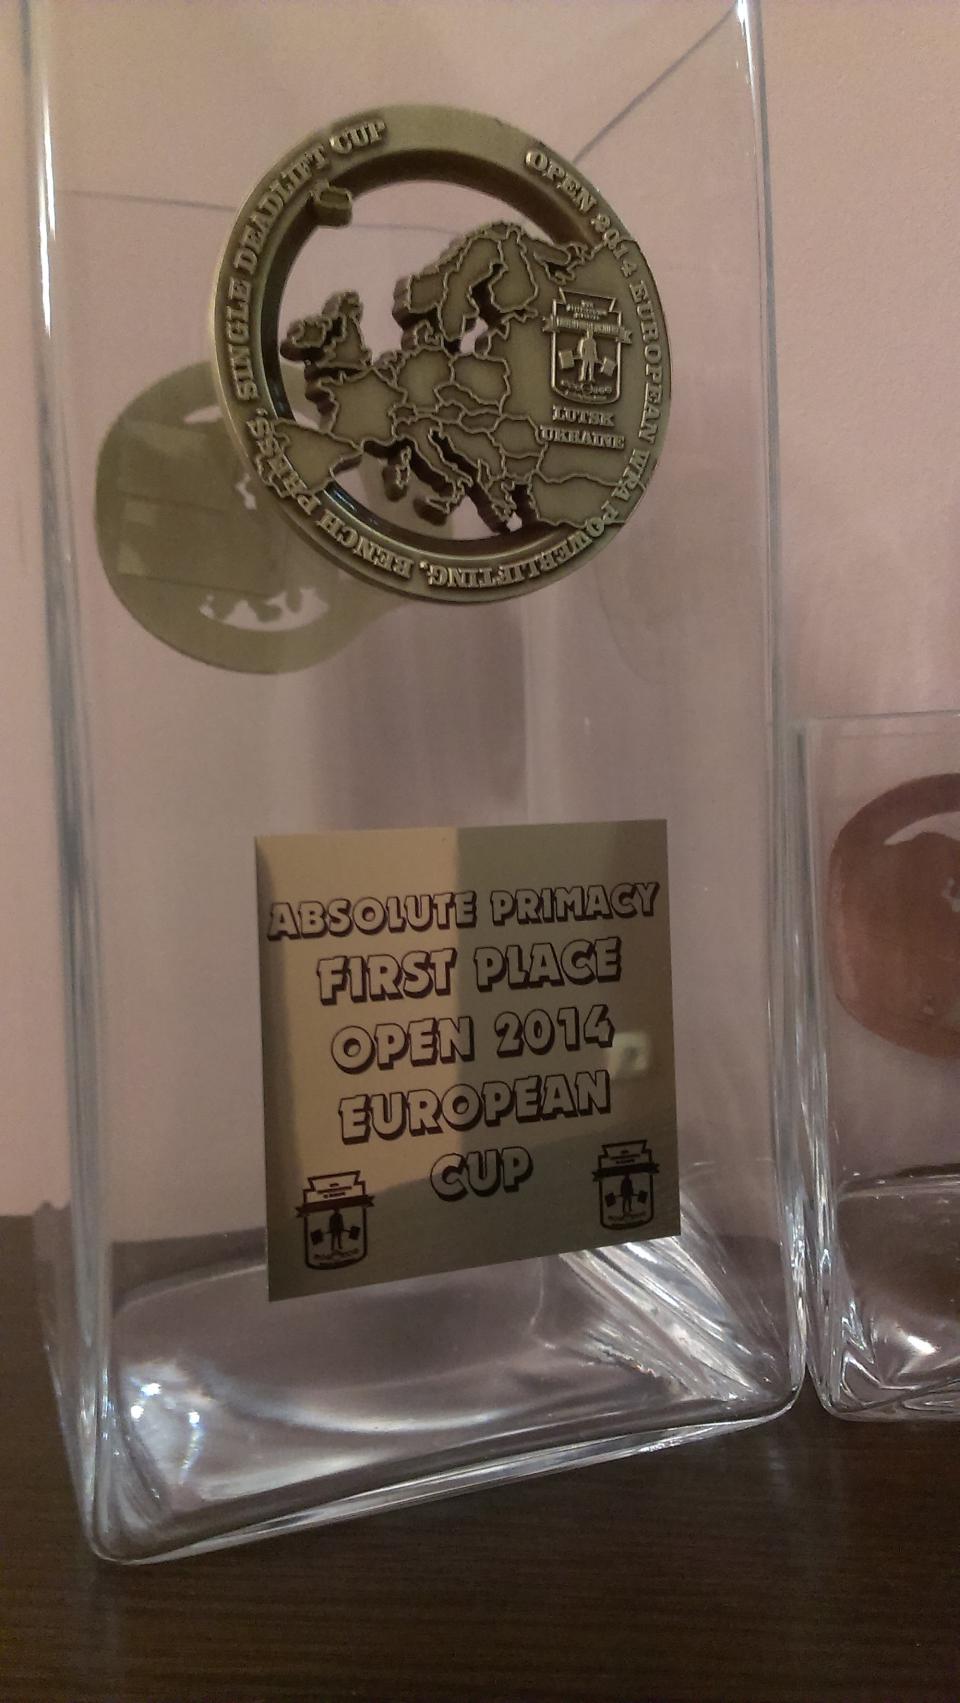 OPEN 2014 EUROPEAN WPA POWERLIFTING, BENCH PRESS, SINGLE DEADLIFT CUP
LUTSK
UKRAINE
ABSOLUTE PRIMACY
FIRST PLACE
OPEN 2014
EUROPEAN
CUP